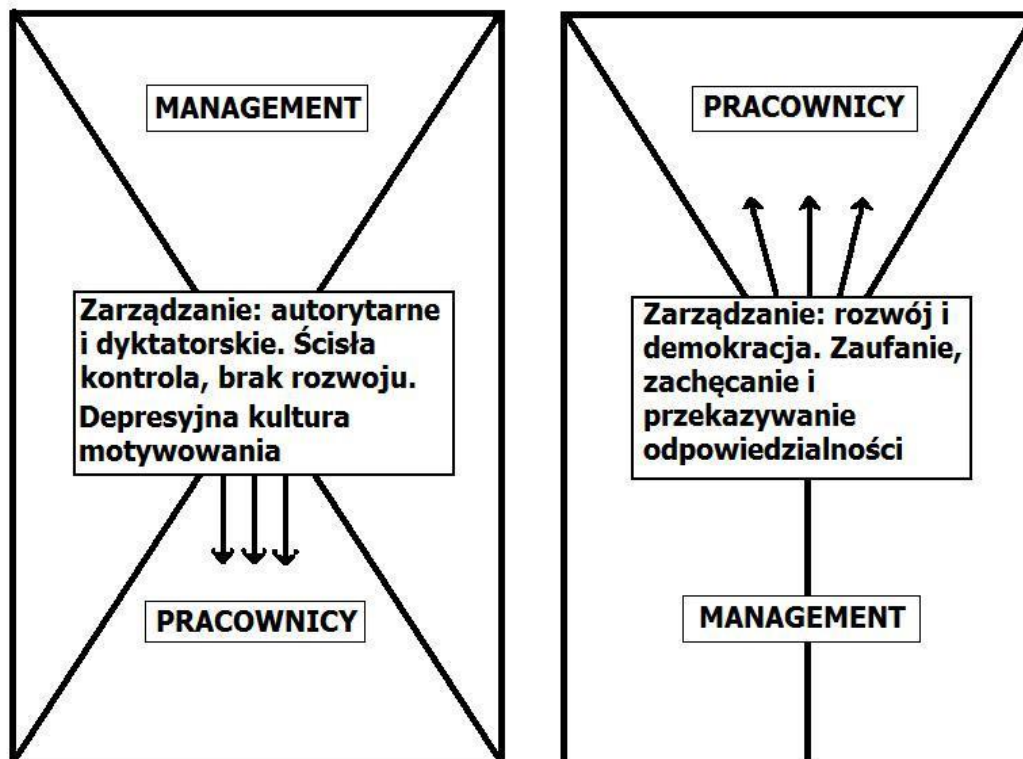 MANAGEMENT
Zarządzanie: autorytarne
i dyktatorskie. Ścisła
kontrola, brak rozwoju.
Depresyjna kultura
motywowania
PRACOWNICY
PRACOWNICY
Zarządzanie: rozwój i
demokracja. Zaufanie,
zachęcanie i
przekazywanie
odpowiedzialności
MANAGEMENT